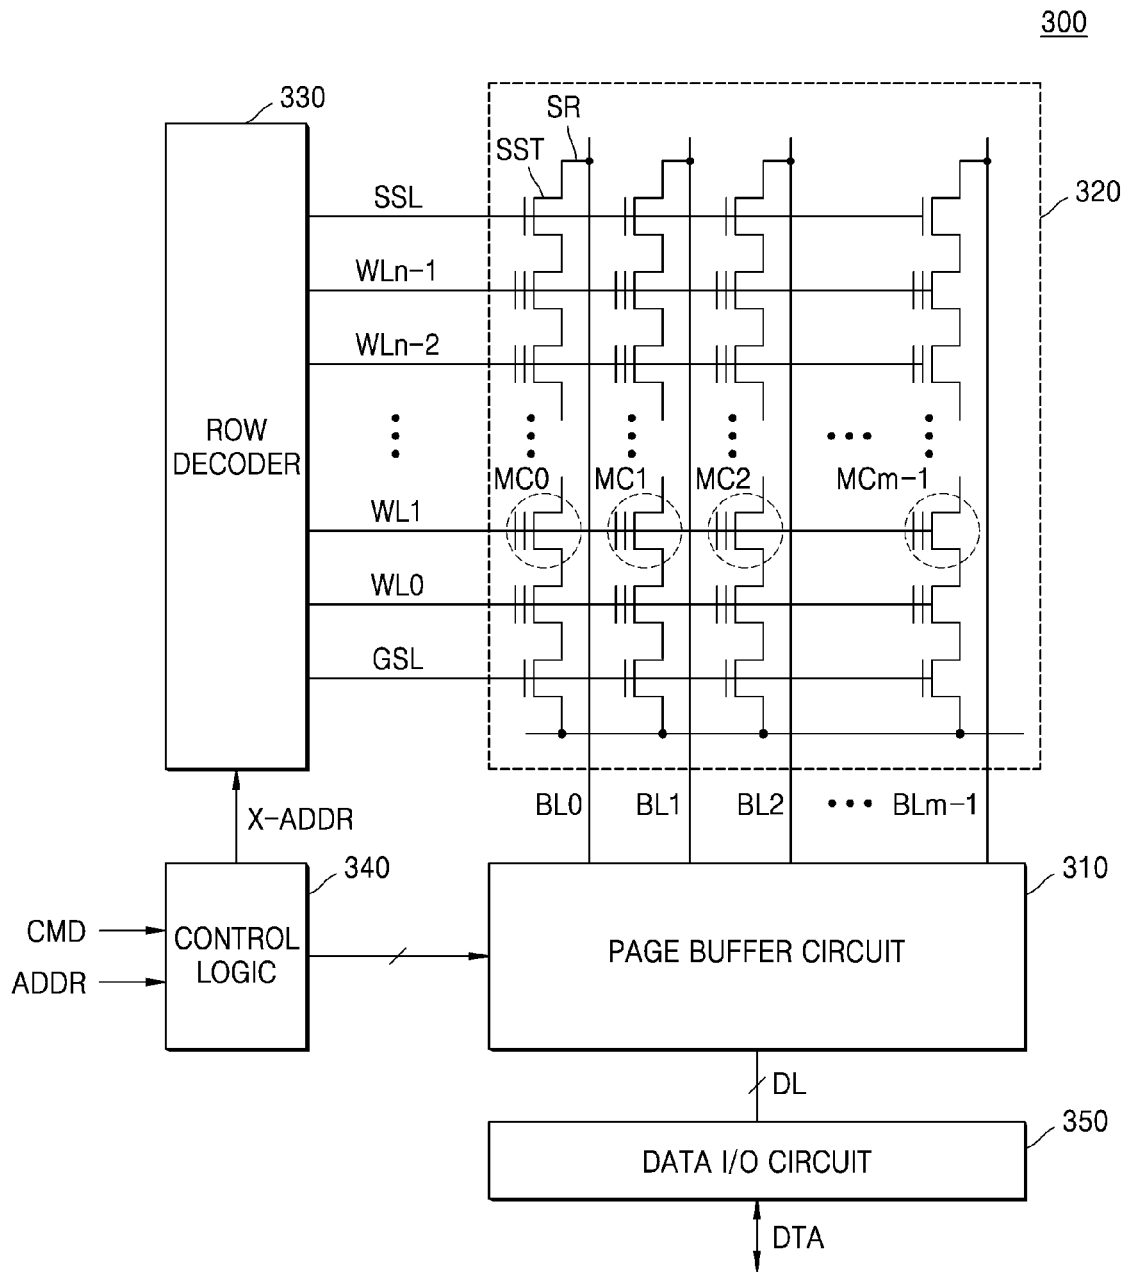 300
330
SR
SST
SSL
320
WLn-1
WLn-2
ROW
DECODER
MC0 MC1 MC2 MCm-1
WL1
WL0
GSL
X-ADDR
BL0 BL1 BL2 BLm-1
340
310
CMD
ADDR
CONTROL
LOGIC
PAGE BUFFER CIRCUIT
DL
350
DATA I/O CIRCUIT
DTA